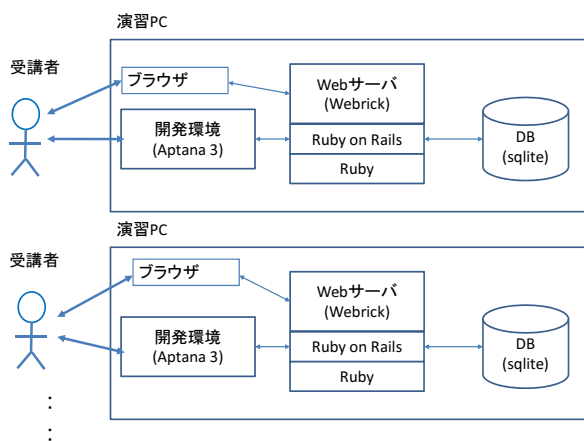 演習PC
受講者
ブラウザ
Webサーバ
(Webrick)
開発環境
(Aptana 3)
Ruby on Rails
Ruby
DB
(sqlite)
演習PC
受講者
ブラウザ
Webサーバ
(Webrick)
開発環境
(Aptana 3)
Ruby on Rails
Ruby
DB
(sqlite)
:
: